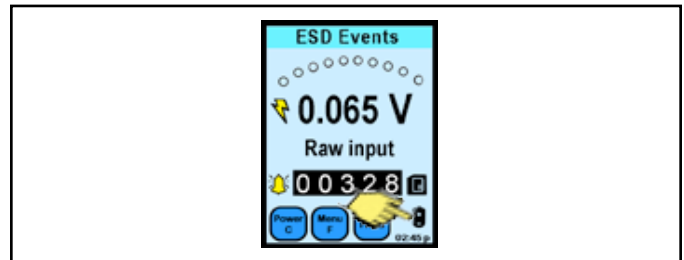 ESD Events
0.065 V
Raw input
00328
Power Menu
C F
02:45 p